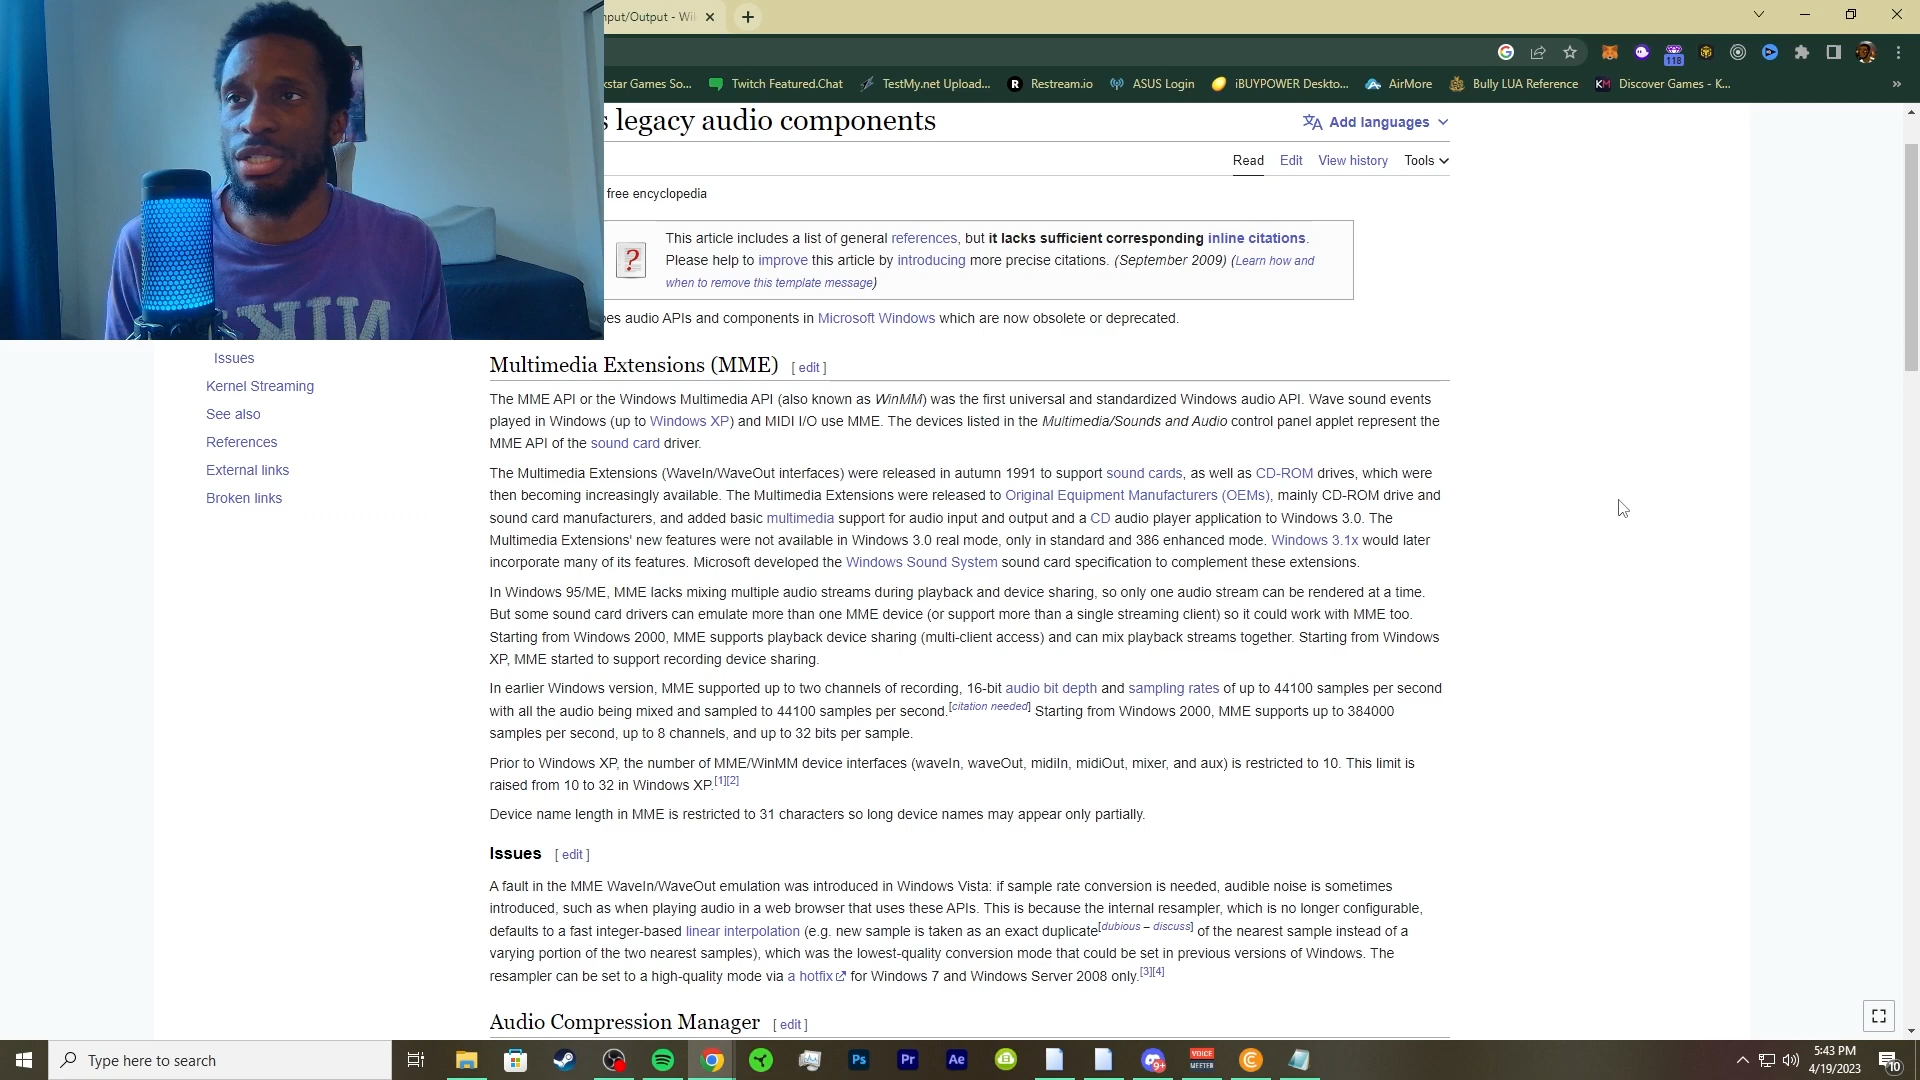 nput/Output - Wi
118
kstar Games So...
Twitch Featured.Chat
TestMy.net Upload...
Restream.io
ASUS Login
iBUYPOWER Deskto...
AirMore
Bully LUA Reference
Discover Games - K...
»
s legacy audio components
Add languages
Read Edit View history Tools
free encyclopedia
This article includes a list of general references, but it lacks sufficient corresponding inline citations.
Please help to improve this article by introducing more precise citations. (September 2009) (Learn how and
when to remove this template message)
es audio APIs and components in Microsoft Windows which are now obsolete or deprecated.
Issues
Kernel Streaming
See also
References
External links
Broken links
Multimedia Extensions (MME) [ edit ]
The MME API or the Windows Multimedia API (also known as WinMM) was the first universal and standardized Windows audio API. Wave sound events
played in Windows (up to Windows XP) and MIDI I/O use MME. The devices listed in the Multimedia/Sounds and Audio control panel applet represent the
MME API of the sound card driver.
The Multimedia Extensions (WaveIn/WaveOut interfaces) were released in autumn 1991 to support sound cards, as well as CD-ROM drives, which were
then becoming increasingly available. The Multimedia Extensions were released to Original Equipment Manufacturers (OEMs), mainly CD-ROM drive and
sound card manufacturers, and added basic multimedia support for audio input and output and a CD audio player application to Windows 3.0. The
Multimedia Extensions' new features were not available in Windows 3.0 real mode, only in standard and 386 enhanced mode. Windows 3.1x would later
incorporate many of its features. Microsoft developed the Windows Sound System sound card specification to complement these extensions.
In Windows 95/ME, MME lacks mixing multiple audio streams during playback and device sharing, so only one audio stream can be rendered at a time.
But some sound card drivers can emulate more than one MME device (or support more than a single streaming client) so it could work with MME too.
Starting from Windows 2000, MME supports playback device sharing (multi-client access) and can mix playback streams together. Starting from Windows
XP, MME started to support recording device sharing.
In earlier Windows version, MME supported up to two channels of recording, 16-bit audio bit depth and sampling rates of up to 44100 samples per second
with all the audio being mixed and sampled to 44100 samples per second.[citation needed] Starting from Windows 2000, MME supports up to 384000
samples per second, up to 8 channels, and up to 32 bits per sample.
Prior to Windows XP, the number of MME/WinMM device interfaces (waveIn, waveOut, midiIn, midiOut, mixer, and aux) is restricted to 10. This limit is
raised from 10 to 32 in Windows XP.[1][2]
Device name length in MME is restricted to 31 characters so long device names may appear only partially.
Issues [ edit ]
A fault in the MME WaveIn/WaveOut emulation was introduced in Windows Vista: if sample rate conversion is needed, audible noise is sometimes
introduced, such as when playing audio in a web browser that uses these APIs. This is because the internal resampler, which is no longer configurable,
defaults to a fast integer-based linear interpolation (e.g. new sample is taken as an exact duplicate[dubious – discuss] of the nearest sample instead of a
varying portion of the two nearest samples), which was the lowest-quality conversion mode that could be set in previous versions of Windows. The
resampler can be set to a high-quality mode via a hotfix for Windows 7 and Windows Server 2008 only.[3][4]
Audio Compression Manager [ edit ]
Type here to search
Ps
Pr
Ae
9+
VOICE
MEETER
5:43 PM
4/19/2023
10